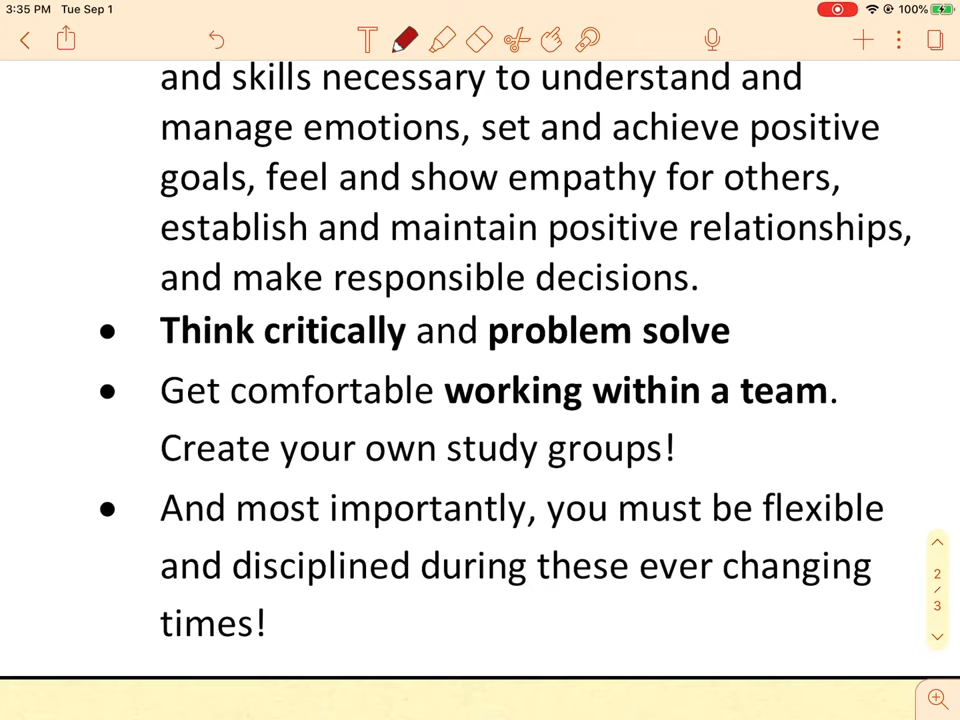 3:35 PM Tue Sep 1 100%
T
and skills necessary to understand and
manage emotions, set and achieve positive
goals, feel and show empathy for others,
establish and maintain positive relationships,
and make responsible decisions.
• Think critically and problem solve
• Get comfortable working within a team.
Create your own study groups!
• And most importantly, you must be flexible
and disciplined during these ever changing
times!
2
/
3